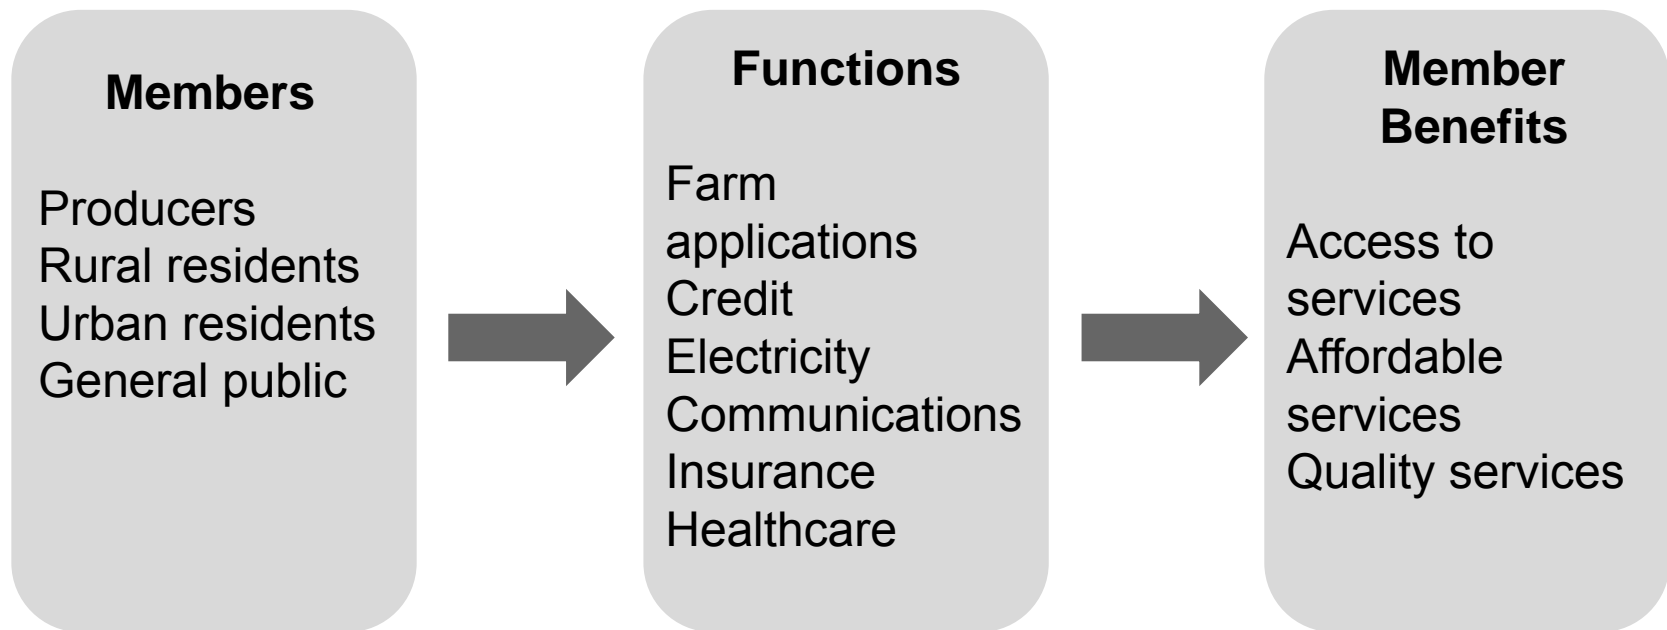 Members
Producers
Rural residents
Urban residents
General public
Functions
Farm
applications
Credit
Electricity
Communications
Insurance
Healthcare
Member
Benefits
Access to
services
Affordable
services
Quality services